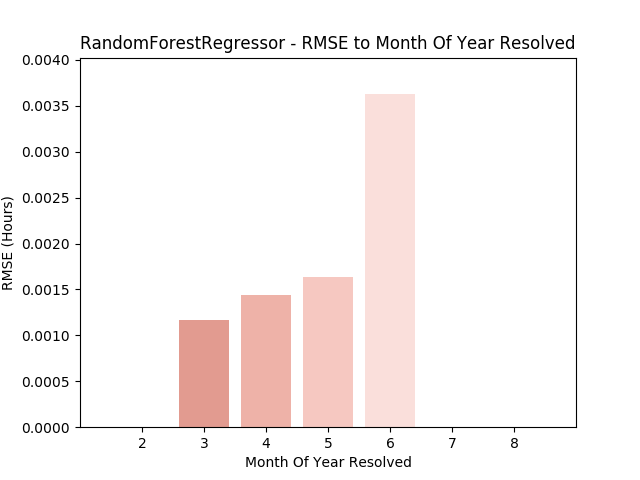 RandomForestRegressor - RMSE to Month Of Year Resolved
0.0040
0.0035
0.0030
0.0025
0.0020
0.0015
0.0010
0.0005
0.0000
RMSE (Hours)
2 3 4 5 6 7 8
Month Of Year Resolved